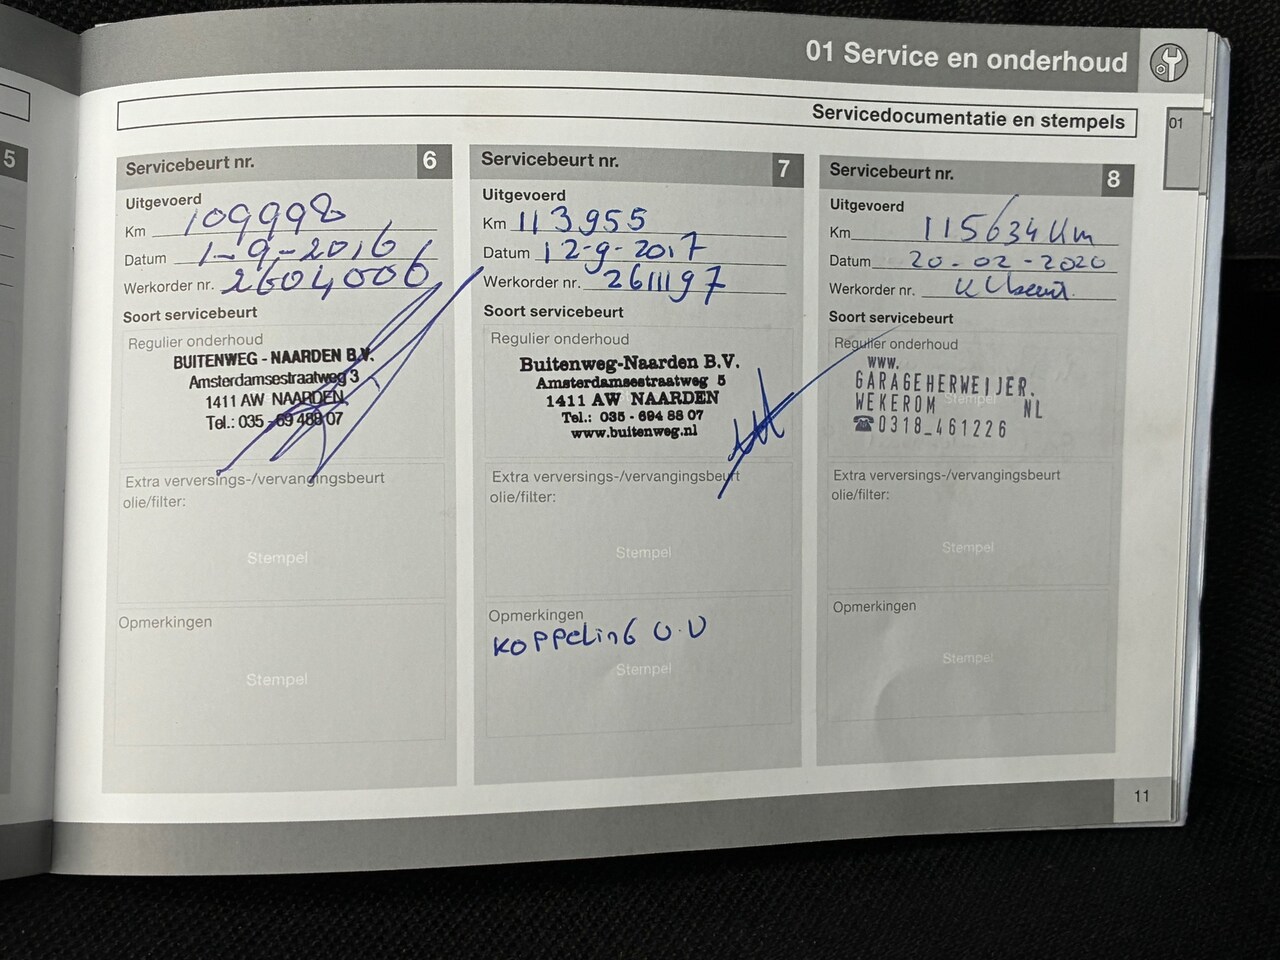 01 Service en onderhoud
Servicedocumentatie en stempels
01
5
Servicebeurt nr. 6
Uitgevoerd
Km 109998
Datum 1-9-2016
Werkorder nr. 2604006
Soort servicebeurt
Regulier onderhoud
BUITENWEG - NAARDEN B.V.
Amsterdamsestraatweg 3
1411 AW NAARDEN
Tel.: 035 - 69 488 07
Extra verversings-/vervangingsbeurt
olie/filter:
Stempel
Opmerkingen
Stempel
Servicebeurt nr. 7
Uitgevoerd
Km 113955
Datum 12-9-2017
Werkorder nr. 2611197
Soort servicebeurt
Regulier onderhoud
Buitenweg-Naarden B.V.
Amsterdamsestraatweg 5
1411 AW NAARDEN
Tel.: 035 - 694 88 07
www.buitenweg.nl
Extra verversings-/vervangingsbeurt
olie/filter:
Stempel
Opmerkingen
KOPPELING U.U
Stempel
Servicebeurt nr. 8
Uitgevoerd
Km 115634 Km
Datum 20-02-2020
Werkorder nr.
Soort servicebeurt
Regulier onderhoud
WWW.
GARAGEHERWEIJER.
Stempel
WEKEROM NL
☎0318_461226
Extra verversings-/vervangingsbeurt
olie/filter:
Stempel
Opmerkingen
Stempel
11